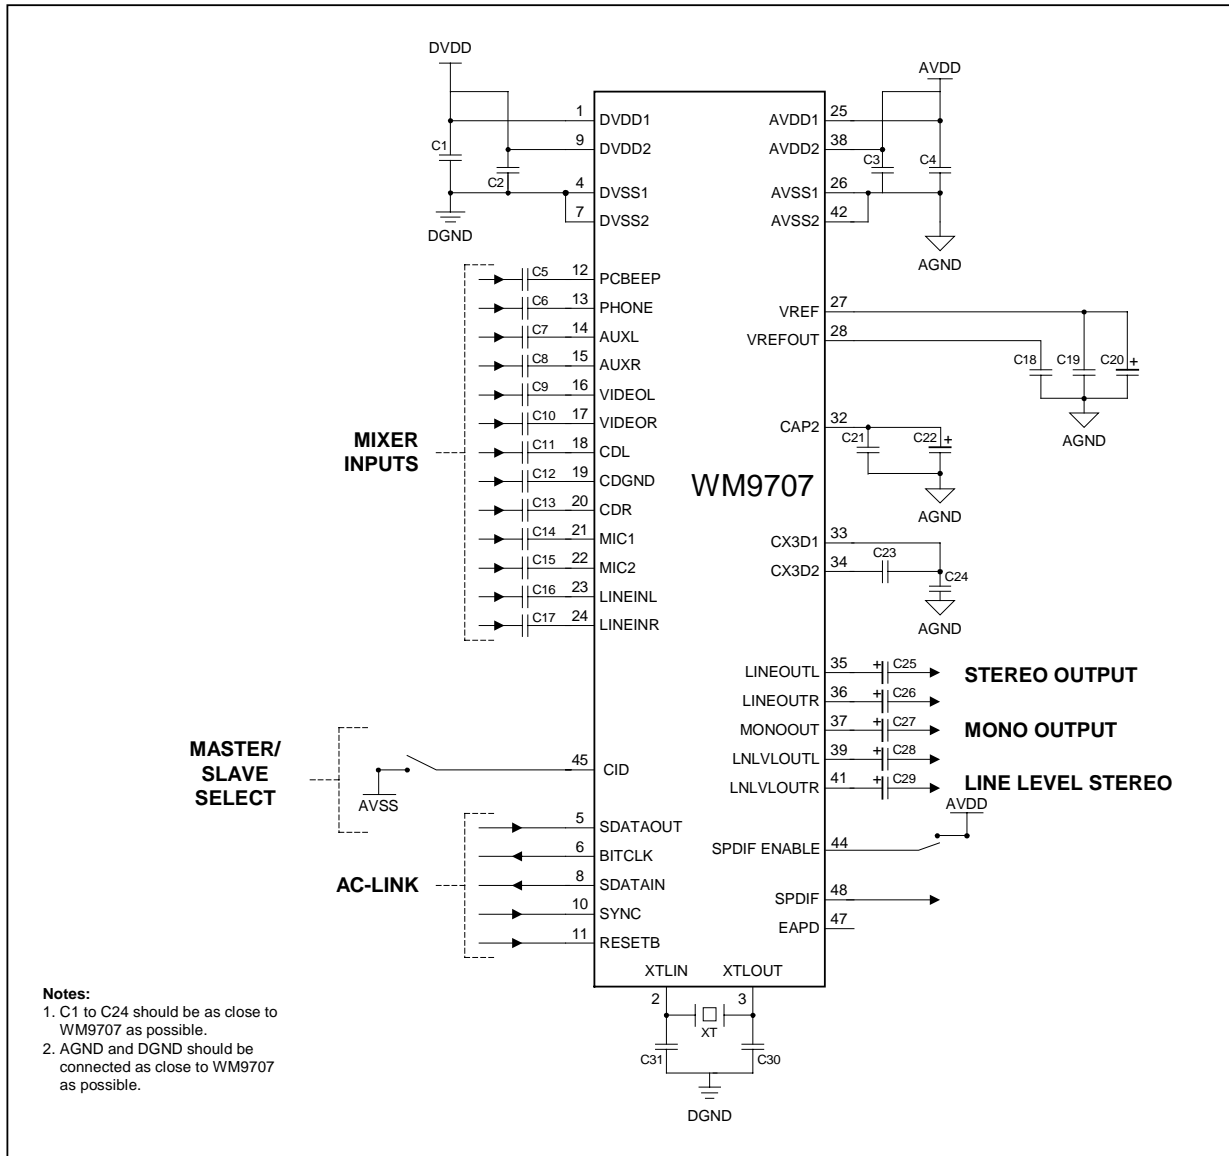 DVDD
AVDD
1 DVDD1
AVDD1 25
9 DVDD2
AVDD2 38
C1
C2
C3
C4
4 DVSS1
AVSS1 26
7 DVSS2
AVSS2 42
DGND
AGND
C5 12 PCBEEP
C6 13 PHONE
C7 14 AUXL
C8 15 AUXR
C9 16 VIDEOL
C10 17 VIDEOR
C11 18 CDL
C12 19 CDGND
C13 20 CDR
C14 21 MIC1
C15 22 MIC2
C16 23 LINEINL
C17 24 LINEINR
MIXER
INPUTS
WM9707
VREF 27
VREFOUT 28
C18 C19 C20 +
AGND
CAP2 32
C21 C22 +
AGND
CX3D1 33
CX3D2 34
C23
C24
AGND
LINEOUTL 35 + C25
STEREO OUTPUT
LINEOUTR 36 + C26
MONOOUT 37 + C27
MONO OUTPUT
LNLVLOUTL 39 + C28
LNLVLOUTR 41 + C29
LINE LEVEL STEREO
AVDD
SPDIF ENABLE 44
SPDIF 48
EAPD 47
MASTER/
SLAVE
SELECT
AVSS
45 CID
AC-LINK
5 SDATAOUT
6 BITCLK
8 SDATAIN
10 SYNC
11 RESETB
XTLIN XTLOUT
2 3
XT
C31 C30
DGND
Notes:
1. C1 to C24 should be as close to
WM9707 as possible.
2. AGND and DGND should be
connected as close to WM9707
as possible.